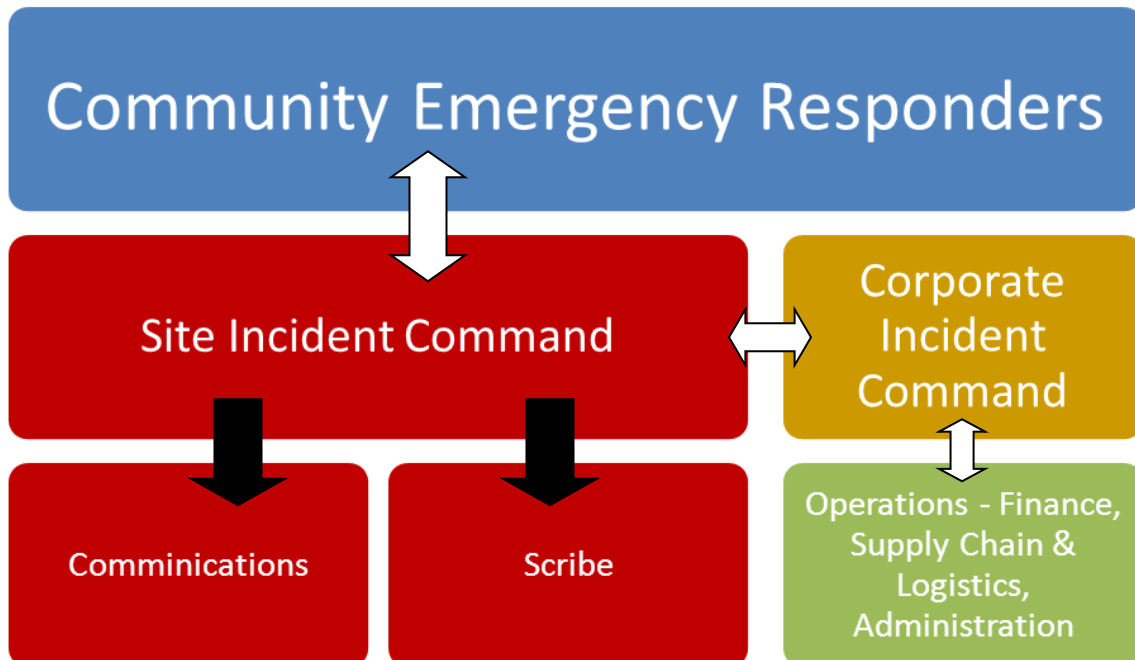 Community Emergency Responders
Site Incident Command
Corporate
Incident
Command
Comminications
Scribe
Operations - Finance,
Supply Chain &
Logistics,
Administration